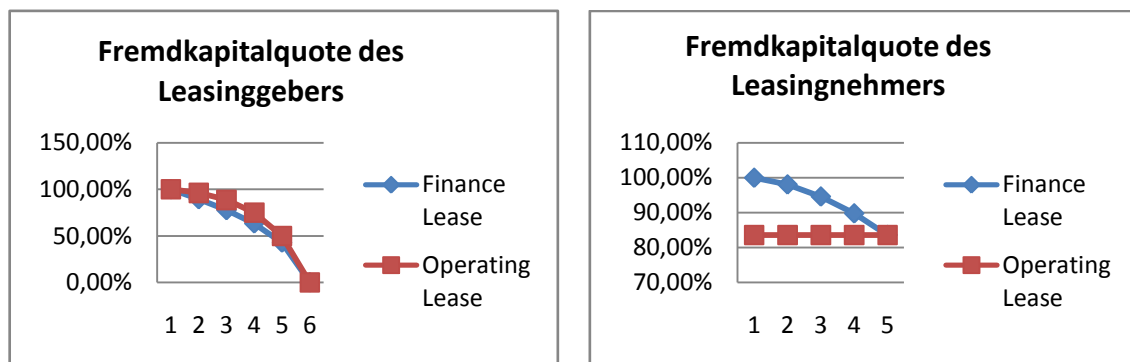 Fremdkapitalquote des
Leasinggebers
150,00%
100,00%
50,00%
0,00%
1 2 3 4 5 6
Finance
Lease
Operating
Lease
Fremdkapitalquote des
Leasingnehmers
110,00%
100,00%
90,00%
80,00%
70,00%
1 2 3 4 5
Finance
Lease
Operating
Lease